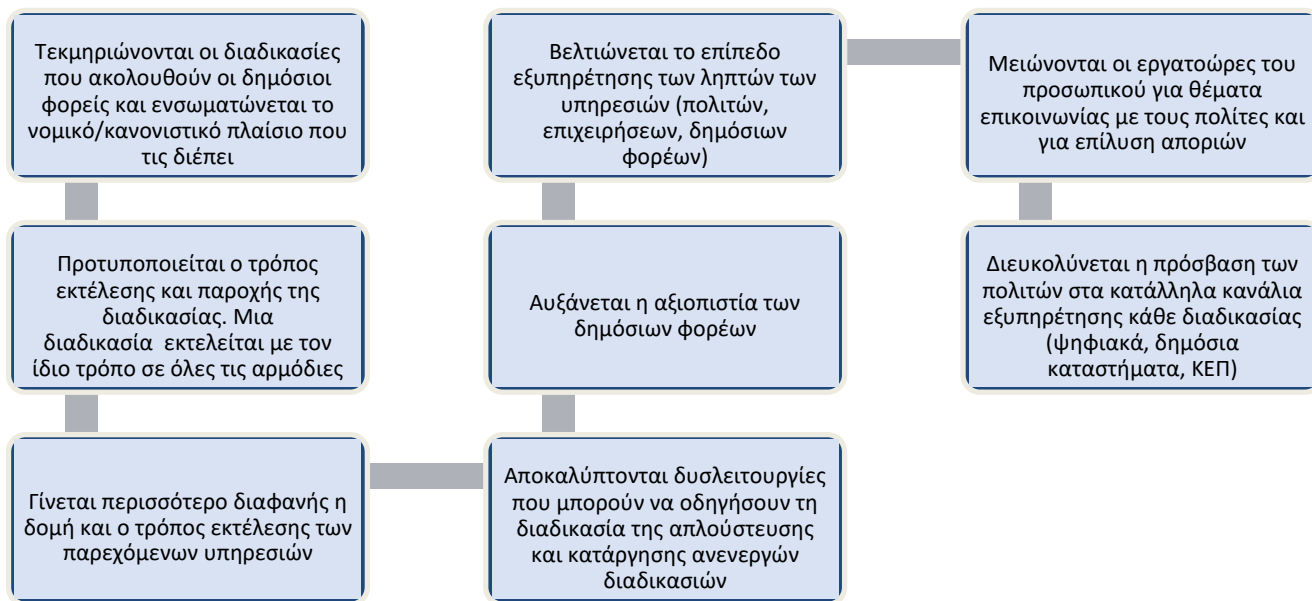 Τεκμηριώνονται οι διαδικασίες
που ακολουθούν οι δημόσιοι
φορείς και ενσωματώνεται το
νομικό/κανονιστικό πλαίσιο που
τις διέπει
Προτυποποιείται ο τρόπος
εκτέλεσης και παροχής της
διαδικασίας. Μια
διαδικασία εκτελείται με τον
ίδιο τρόπο σε όλες τις αρμόδιες
Γίνεται περισσότερο διαφανής η
δομή και ο τρόπος εκτέλεσης των
παρεχόμενων υπηρεσιών
Αποκαλύπτονται δυσλειτουργίες
που μπορούν να οδηγήσουν τη
διαδικασία της απλούστευσης
και κατάργησης ανενεργών
διαδικασιών
Αυξάνεται η αξιοπιστία των
δημόσιων φορέων
Βελτιώνεται το επίπεδο
εξυπηρέτησης των ληπτών των
υπηρεσιών (πολιτών,
επιχειρήσεων, δημόσιων
φορέων)
Μειώνονται οι εργατοώρες του
προσωπικού για θέματα
επικοινωνίας με τους πολίτες και
για επίλυση αποριών
Διευκολύνεται η πρόσβαση των
πολιτών στα κατάλληλα κανάλια
εξυπηρέτησης κάθε διαδικασίας
(ψηφιακά, δημόσια
καταστήματα, ΚΕΠ)